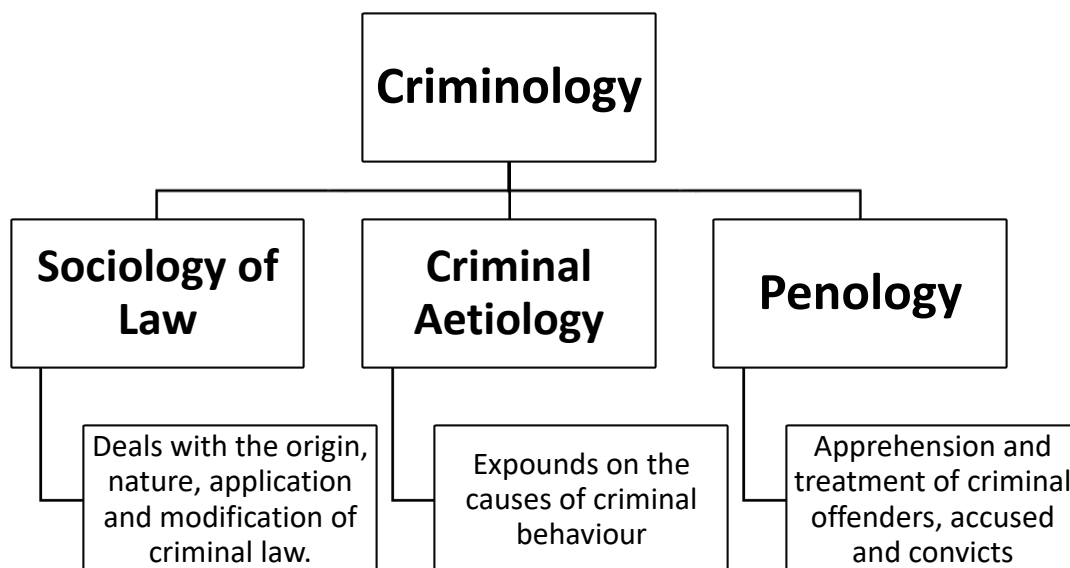 Criminology
Sociology of
Law
Criminal
Aetiology
Penology
Deals with the origin,
nature, application
and modification of
criminal law.
Expounds on the
causes of criminal
behaviour
Apprehension and
treatment of criminal
offenders, accused
and convicts